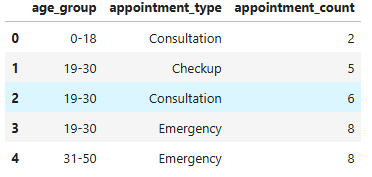 age_group appointment_type appointment_count
0 0-18 Consultation 2
1 19-30 Checkup 5
2 19-30 Consultation 6
3 19-30 Emergency 8
4 31-50 Emergency 8